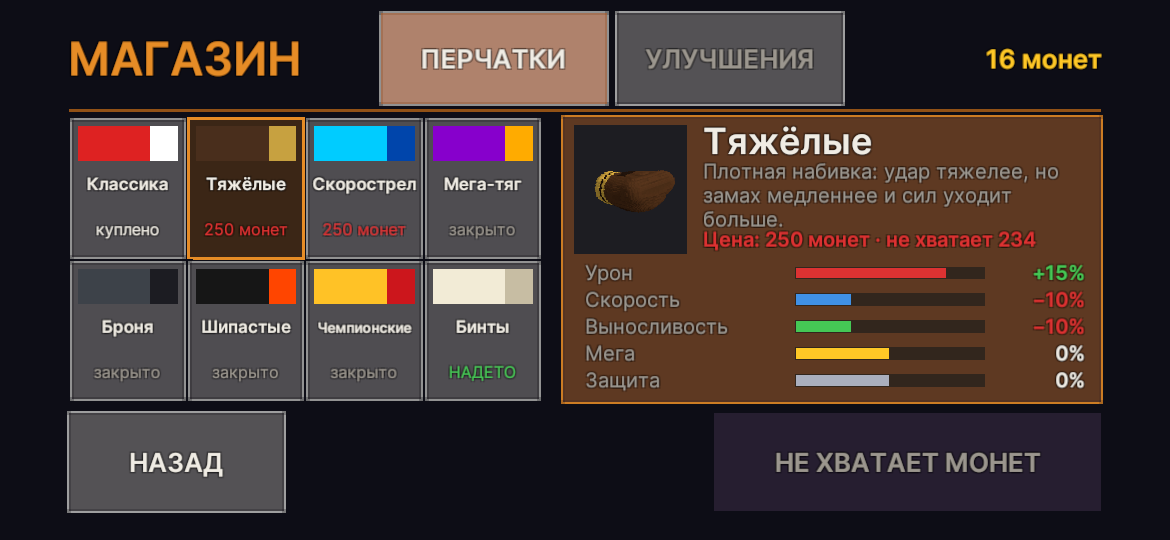 МАГАЗИН
ПЕРЧАТКИ
УЛУЧШЕНИЯ
16 монет
Классика
Тяжёлые
Скорострел
Мега-тяг
куплено
250 монет
250 монет
закрыто
Броня
Шипастые
Чемпионские
Бинты
закрыто
закрыто
закрыто
НАДЕТО
Тяжёлые
Плотная набивка: удар тяжелее, но
замах медленнее и сил уходит
больше.
Цена: 250 монет · не хватает 234
Урон +15%
Скорость −10%
Выносливость −10%
Мега 0%
Защита 0%
НАЗАД
НЕ ХВАТАЕТ МОНЕТ